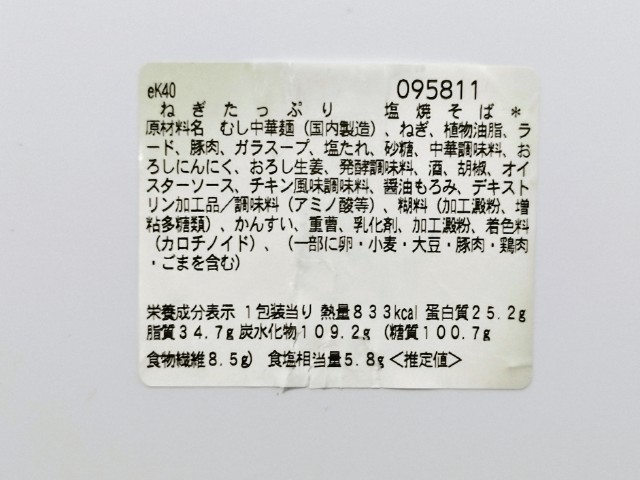 eK40 095811
ねぎたっぷり 塩焼そば*
原材料名 むし中華麺（国内製造）、ねぎ、植物油脂、ラ
ード、豚肉、ガラスープ、塩たれ、砂糖、中華調味料、お
ろしにんにく、おろし生姜、発酵調味料、酒、胡椒、オイ
スターソース、チキン風味調味料、醤油もろみ、デキスト
リン加工品／調味料（アミノ酸等）、糊料（加工澱粉、増
粘多糖類）、かんすい、重曹、乳化剤、加工澱粉、着色料
（カロチノイド）、（一部に卵・小麦・大豆・豚肉・鶏肉
・ごまを含む）
栄養成分表示 1包装当り 熱量833kcal 蛋白質25.2g
脂質34.7g 炭水化物109.2g（糖質100.7g
食物繊維8.5g） 食塩相当量5.8g＜推定値＞